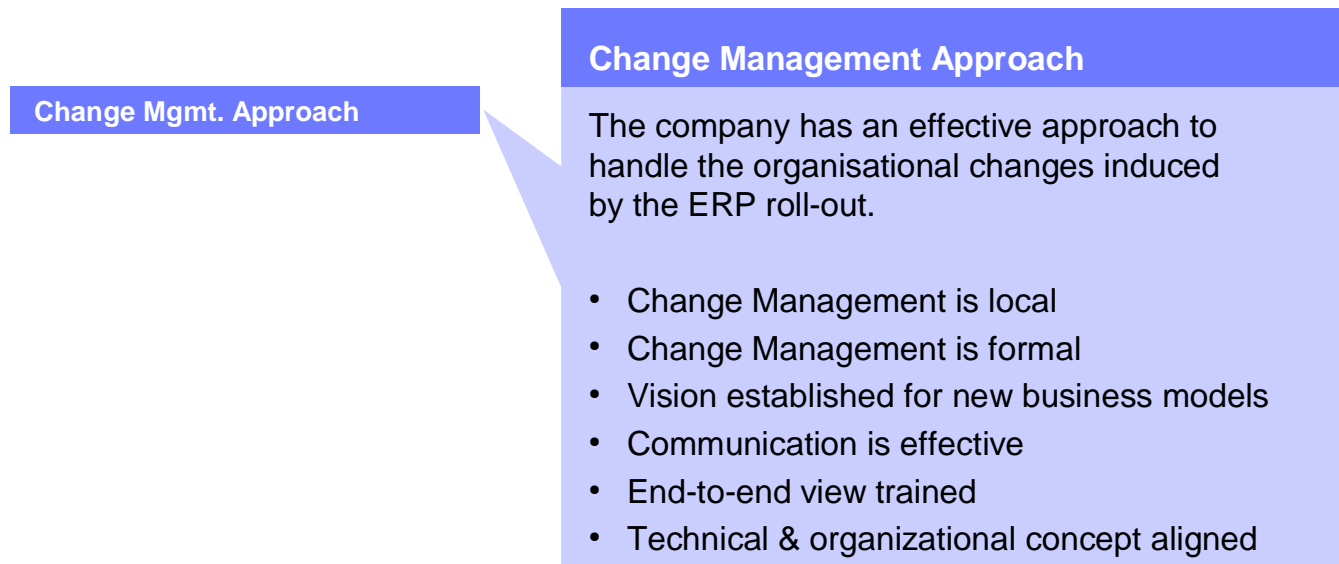 Change Mgmt. Approach
Change Management Approach
The company has an effective approach to
handle the organisational changes induced
by the ERP roll-out.
• Change Management is local
• Change Management is formal
• Vision established for new business models
• Communication is effective
• End-to-end view trained
• Technical & organizational concept aligned